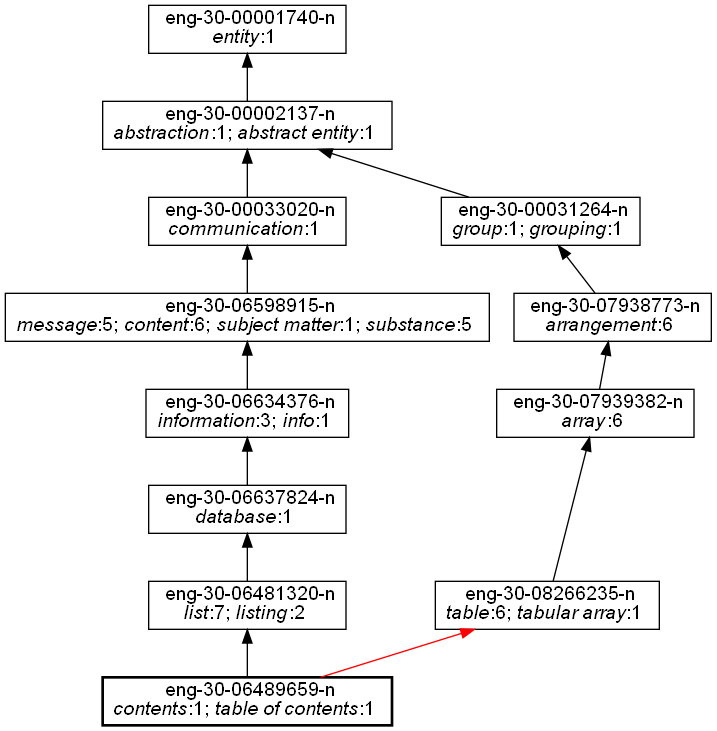 eng-30-00001740-n
entity:1
eng-30-00002137-n
abstraction:1; abstract entity:1
eng-30-00033020-n
communication:1
eng-30-00031264-n
group:1; grouping:1
eng-30-06598915-n
message:5; content:6; subject matter:1; substance:5
eng-30-07938773-n
arrangement:6
eng-30-06634376-n
information:3; info:1
eng-30-07939382-n
array:6
eng-30-06637824-n
database:1
eng-30-06481320-n
list:7; listing:2
eng-30-08266235-n
table:6; tabular array:1
eng-30-06489659-n
contents:1; table of contents:1